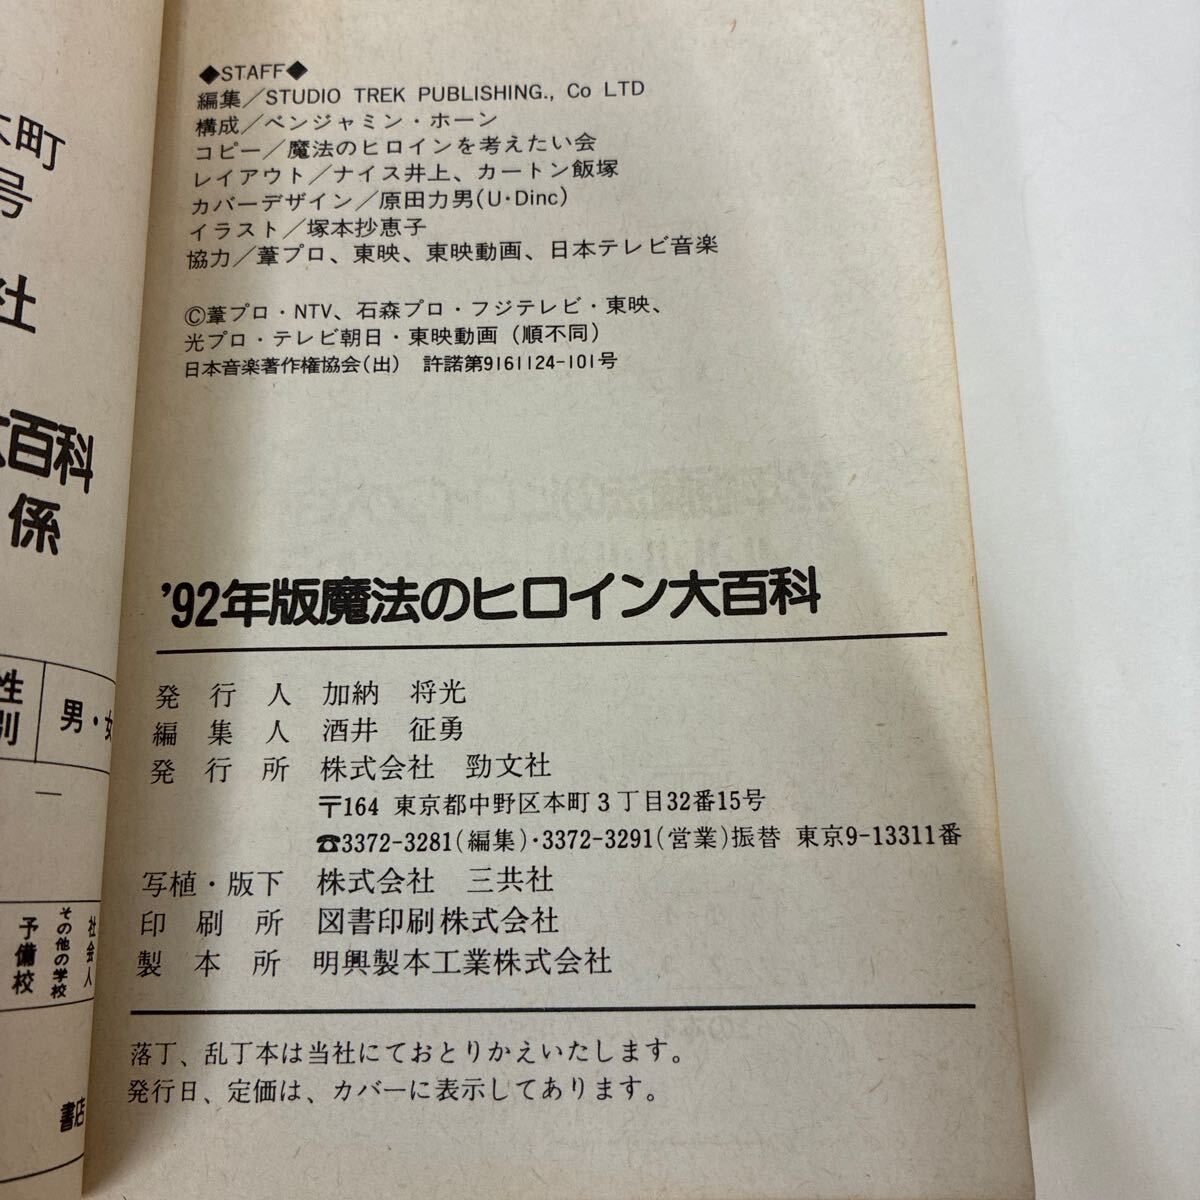 木町
号
社
大百科
係
性別
男・女
社会人
その他の学校
予備校
書店
◆STAFF◆
編集／STUDIO TREK PUBLISHING., Co LTD
構成／ベンジャミン・ホーン
コピー／魔法のヒロインを考えたい会
レイアウト／ナイス井上、カートン飯塚
カバーデザイン／原田力男(U・Dinc)
イラスト／塚本抄恵子
協力／葦プロ、東映、東映動画、日本テレビ音楽
©葦プロ・NTV、石森プロ・フジテレビ・東映、
光プロ・テレビ朝日・東映動画（順不同）
日本音楽著作権協会(出)　許諾第9161124-101号
'92年版魔法のヒロイン大百科
発行人　加納　将光
編集人　酒井　征勇
発行所　株式会社　勁文社
〒164 東京都中野区本町3丁目32番15号
☎3372-3281(編集)・3372-3291(営業)振替 東京9-13311番
写植・版下　株式会社　三共社
印刷所　図書印刷株式会社
製本所　明興製本工業株式会社
落丁、乱丁本は当社にておとりかえいたします。
発行日、定価は、カバーに表示してあります。